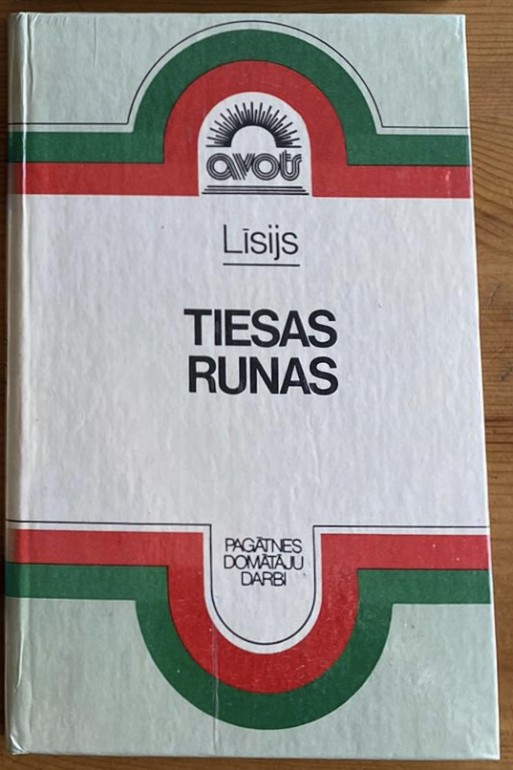 avots
Līsijs
TIESAS
RUNAS
PAGĀTNES
DOMĀTĀJU
DARBI